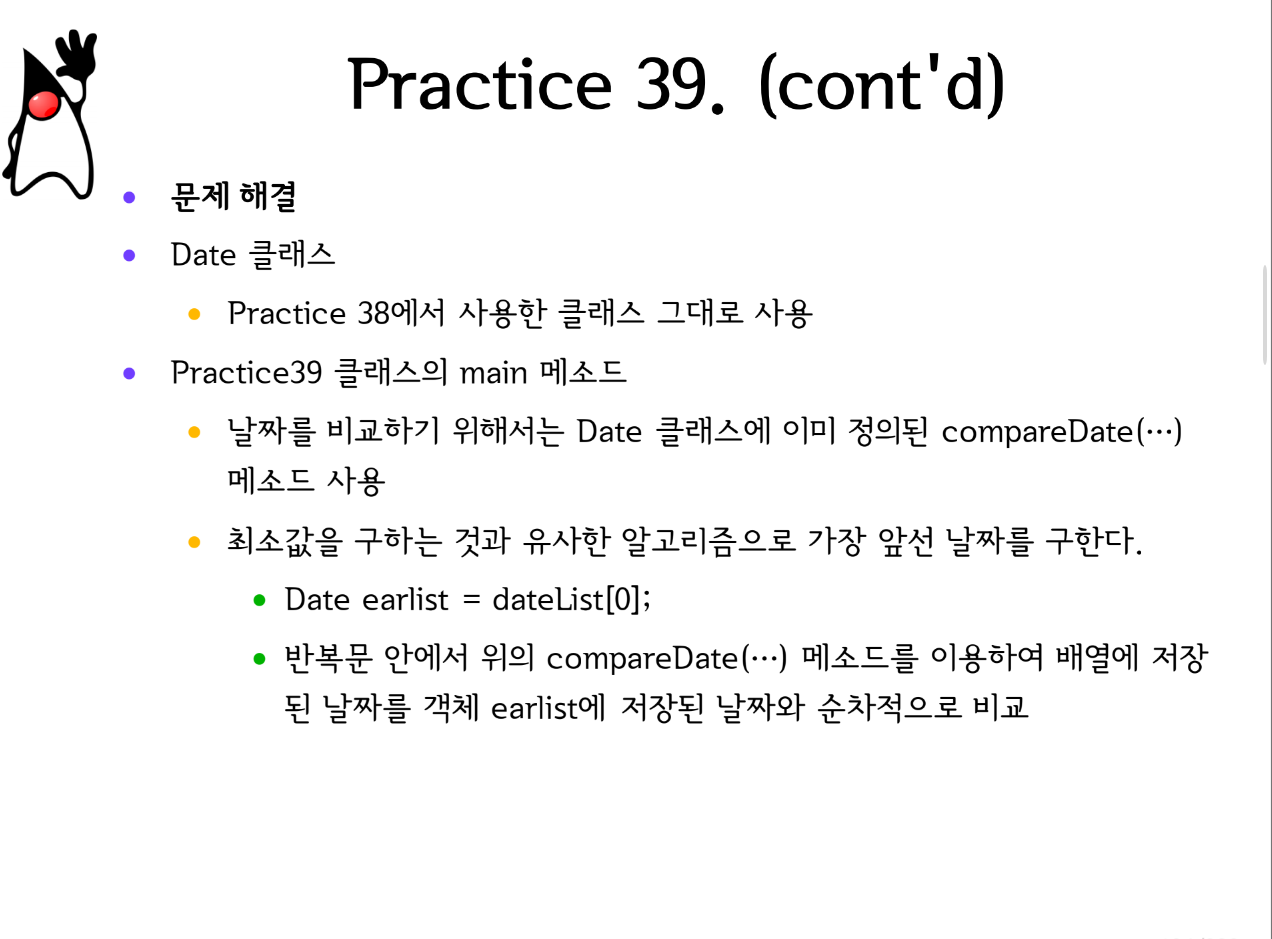 Practice 39. (cont'd)
문제 해결
Date 클래스
Practice 38에서 사용한 클래스 그대로 사용
Practice39 클래스의 main 메소드
날짜를 비교하기 위해서는 Date 클래스에 이미 정의된 compareDate(…)
메소드 사용
최소값을 구하는 것과 유사한 알고리즘으로 가장 앞선 날짜를 구한다.
Date earlist = dateList[0];
반복문 안에서 위의 compareDate(…) 메소드를 이용하여 배열에 저장
된 날짜를 객체 earlist에 저장된 날짜와 순차적으로 비교